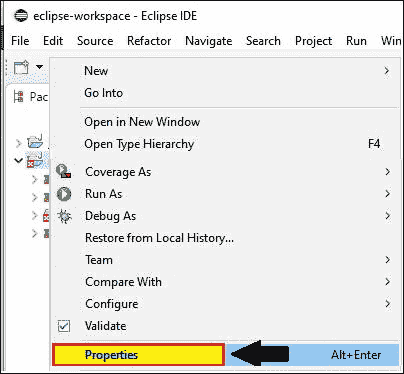 eclipse-workspace - Eclipse IDE
File Edit Source Refactor Navigate Search Project Run Win
Pac
New
Go Into
Open in New Window
Open Type Hierarchy F4
Coverage As
Run As
Debug As
Restore from Local History...
Team
Compare With
Configure
Validate
Properties Alt+Enter